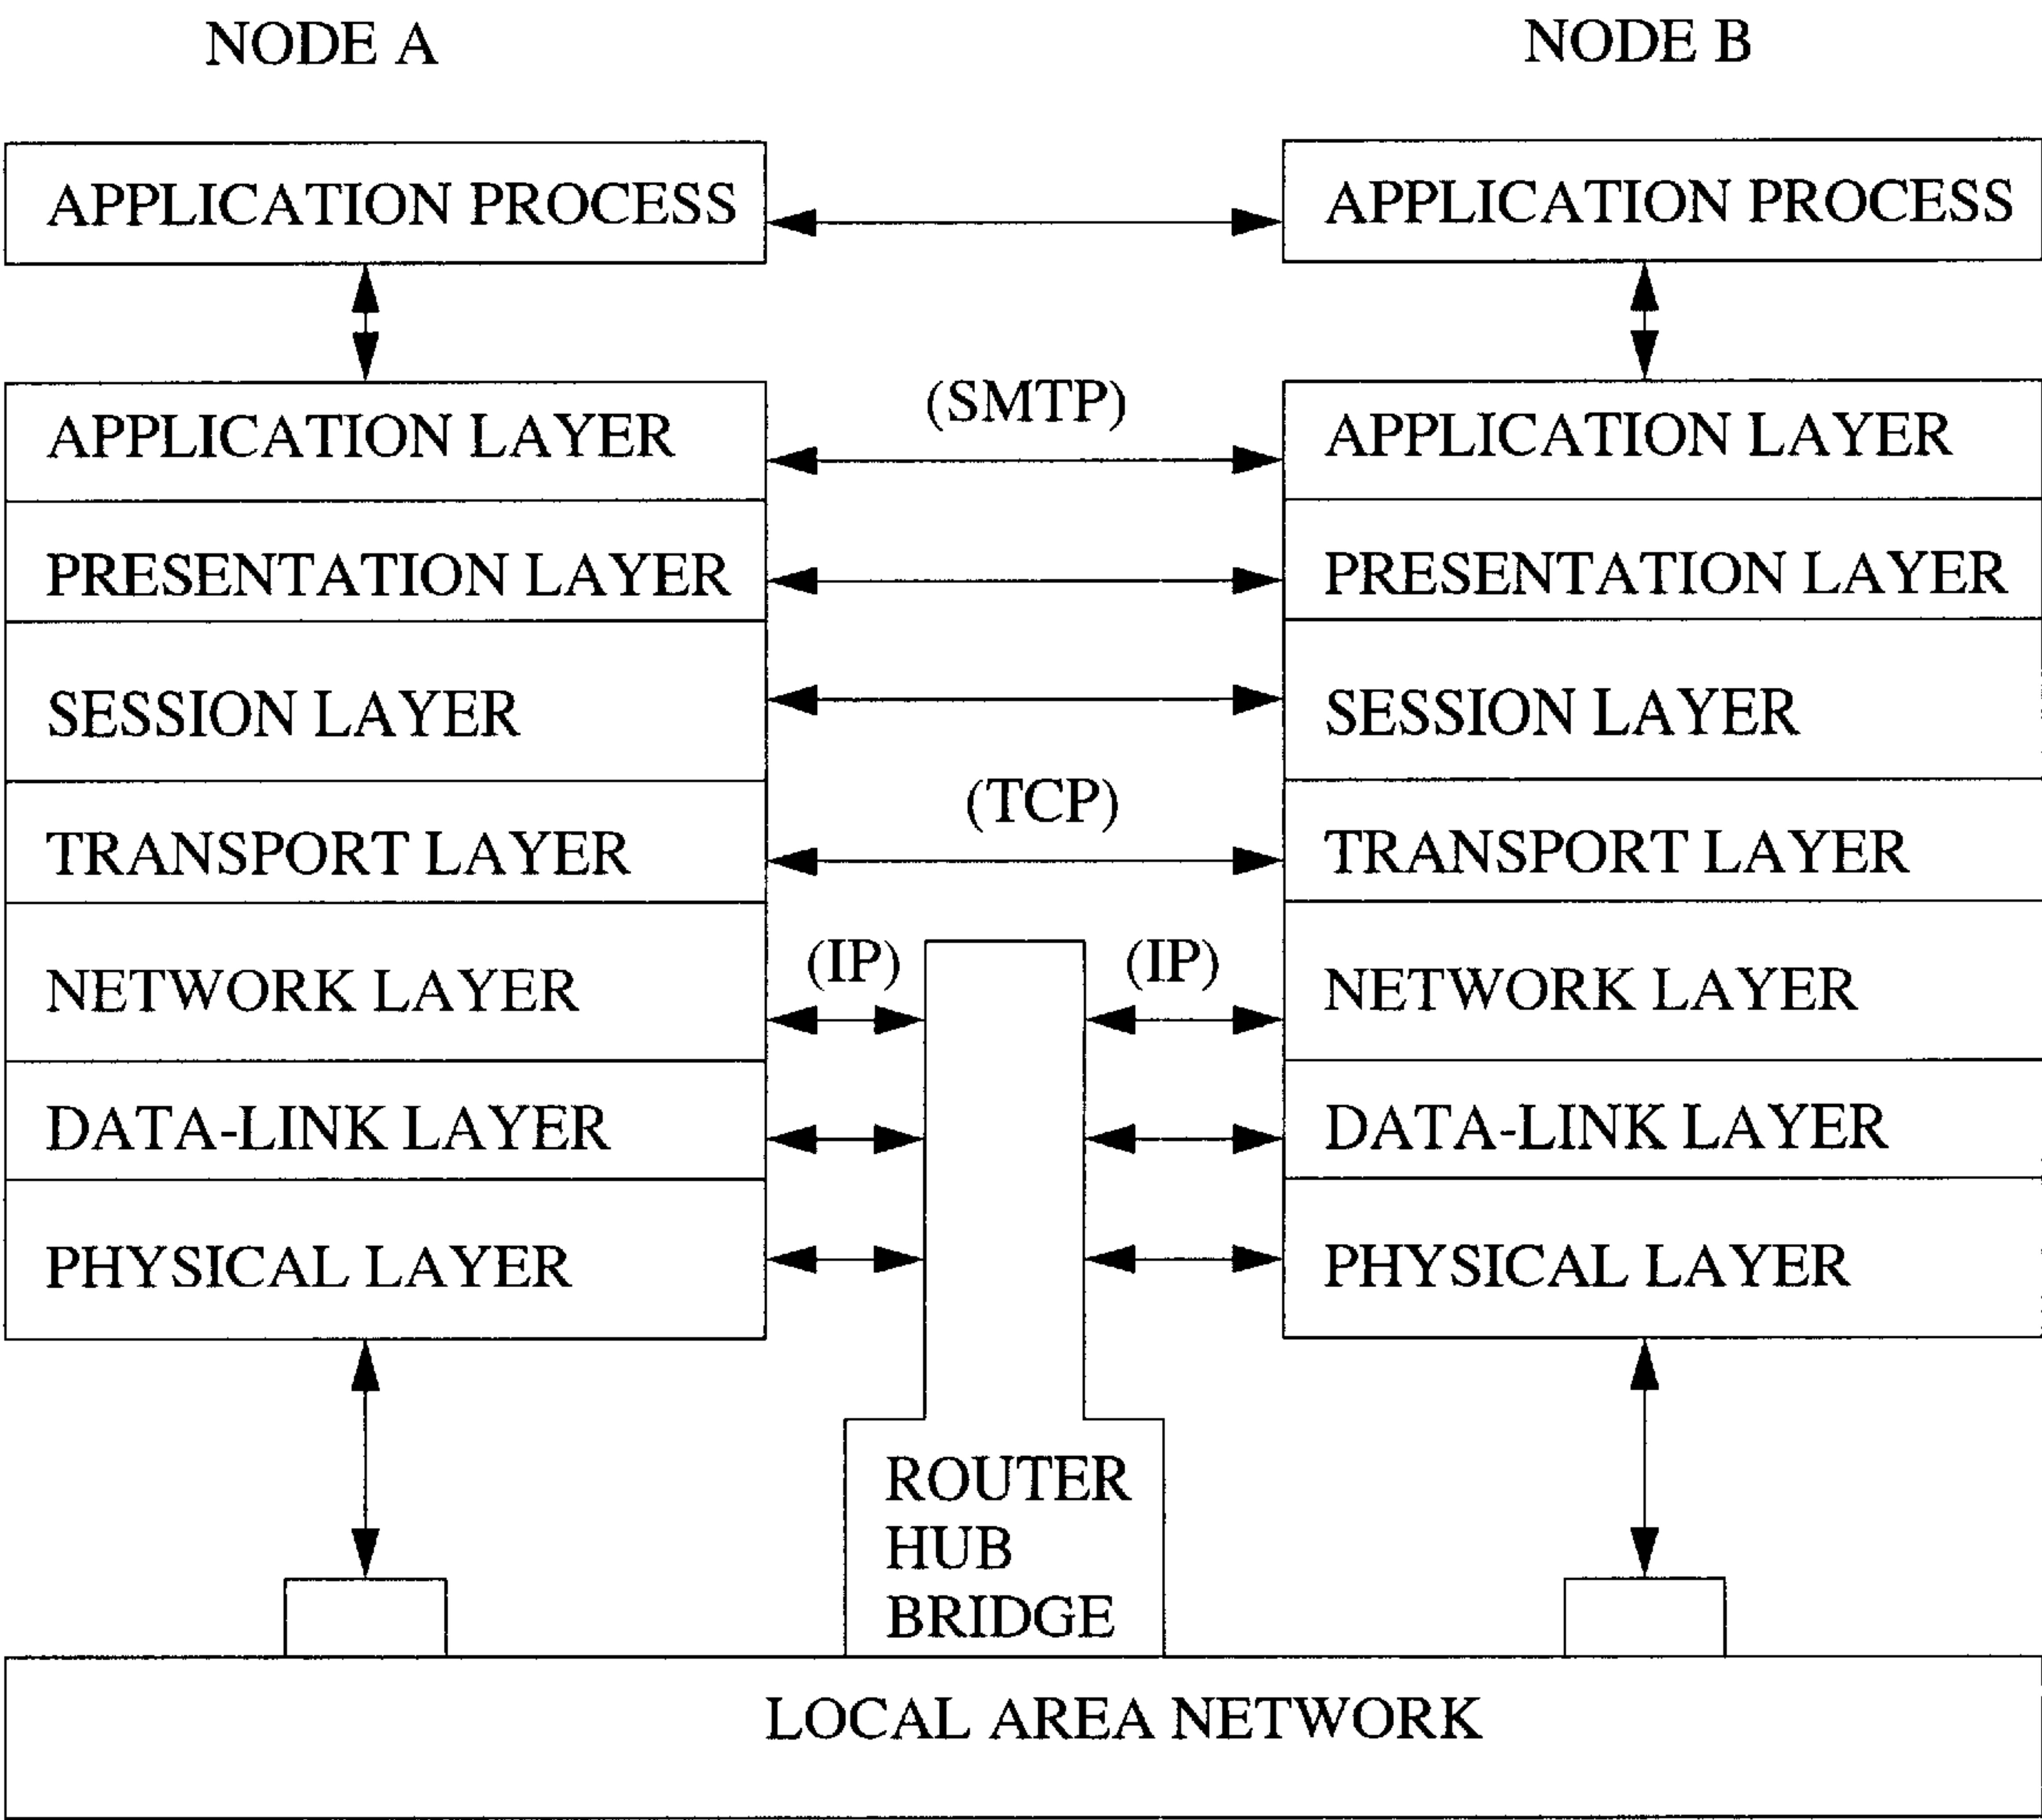 NODE A
NODE B
APPLICATION PROCESS
APPLICATION PROCESS
(SMTP)
APPLICATION LAYER
APPLICATION LAYER
PRESENTATION LAYER
PRESENTATION LAYER
SESSION LAYER
SESSION LAYER
(TCP)
TRANSPORT LAYER
TRANSPORT LAYER
(IP)
(IP)
NETWORK LAYER
NETWORK LAYER
DATA-LINK LAYER
DATA-LINK LAYER
PHYSICAL LAYER
PHYSICAL LAYER
ROUTER
HUB
BRIDGE
LOCAL AREA NETWORK